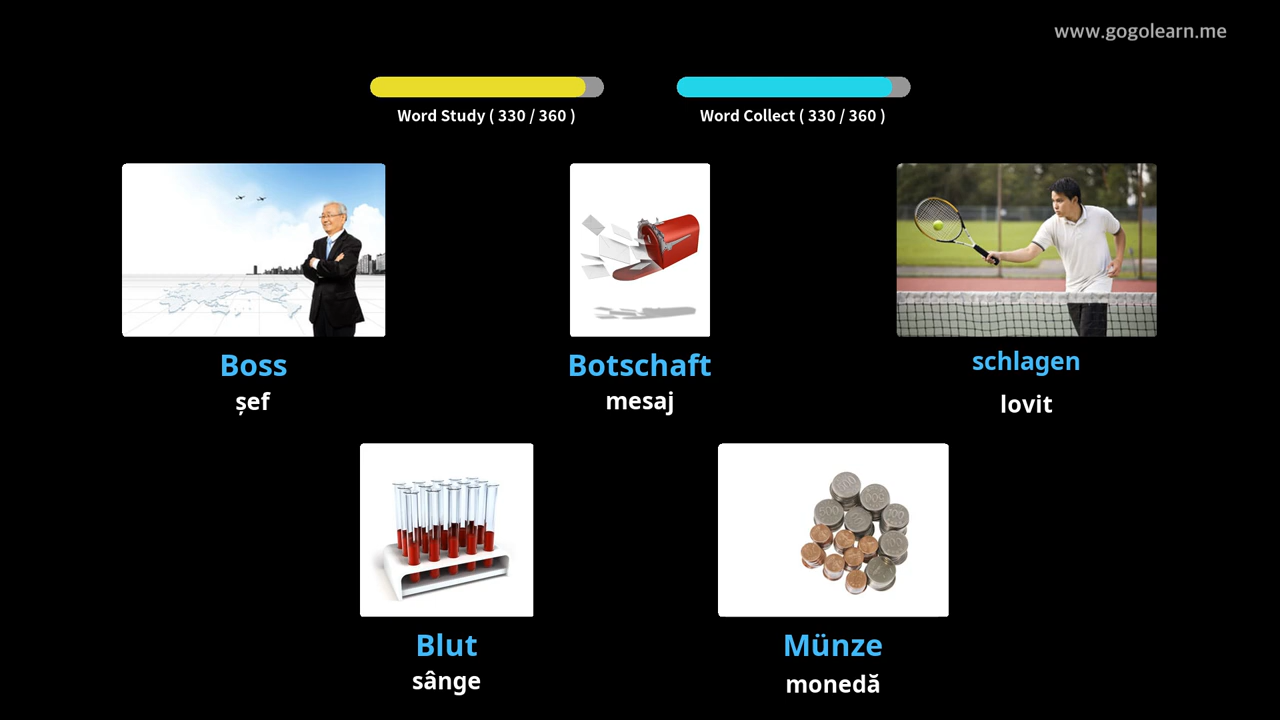 www.gogolearn.me
Word Study ( 330 / 360 )
Word Collect ( 330 / 360 )
Boss
șef
Botschaft
mesaj
schlagen
lovit
Blut
sânge
Münze
monedă